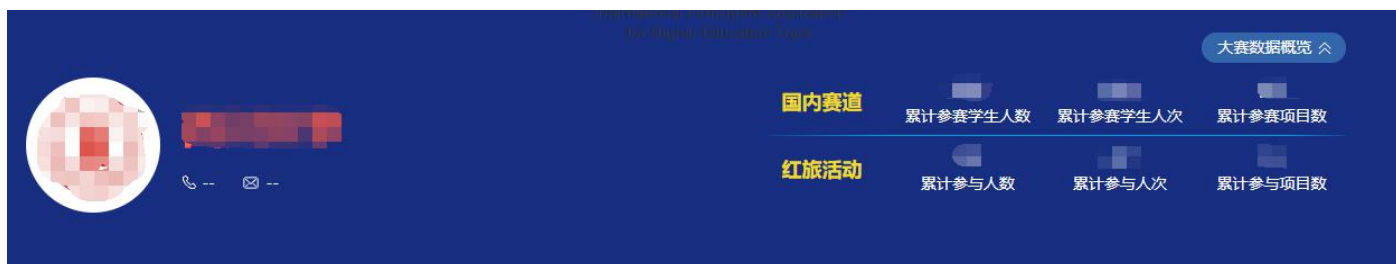 大赛数据概览
国内赛道
累计参赛学生人数 累计参赛学生人次 累计参赛项目数
-- --
红旅活动
累计参与人数 累计参与人次 累计参与项目数